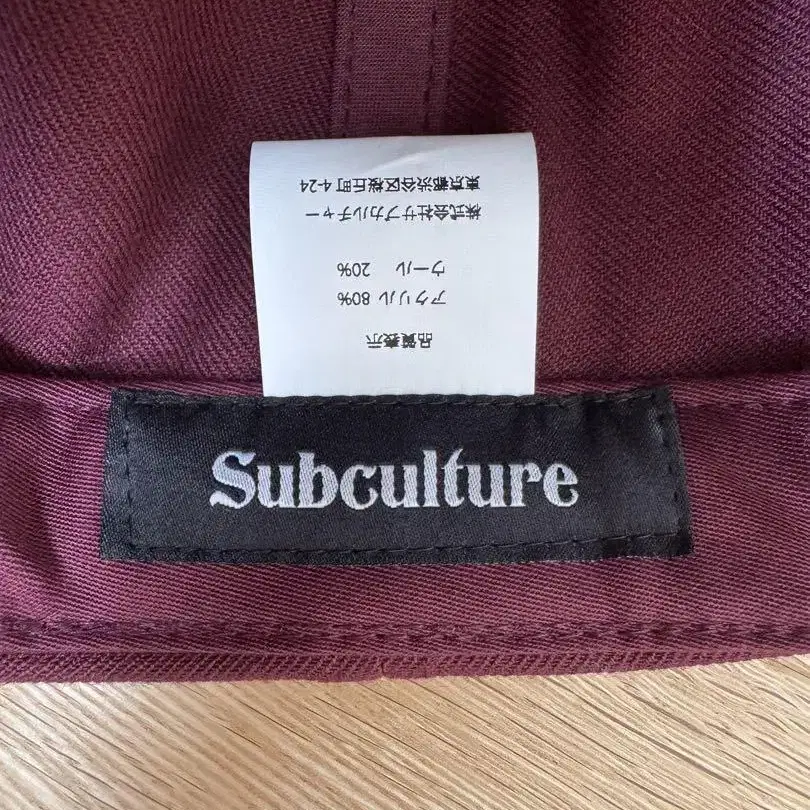 品質表示
アクリル 80%
ウール 20%
株式会社サブカルチャー
東京都渋谷区桜丘町 4-24
Subculture